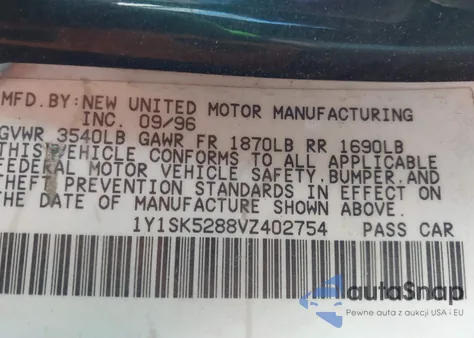 MFD. BY: NEW UNITED MOTOR MANUFACTURING
INC. 09/96
GVWR 3540LB GAWR FR 1870LB RR 1690LB
THIS VEHICLE CONFORMS TO ALL APPLICABLE
FEDERAL MOTOR VEHICLE SAFETY, BUMPER, AND
THEFT PREVENTION STANDARDS IN EFFECT ON
THE DATE OF MANUFACTURE SHOWN ABOVE.
1Y1SK5288VZ402754 PASS CAR
autoSnap
Pewne auta z aukcji USA i EU